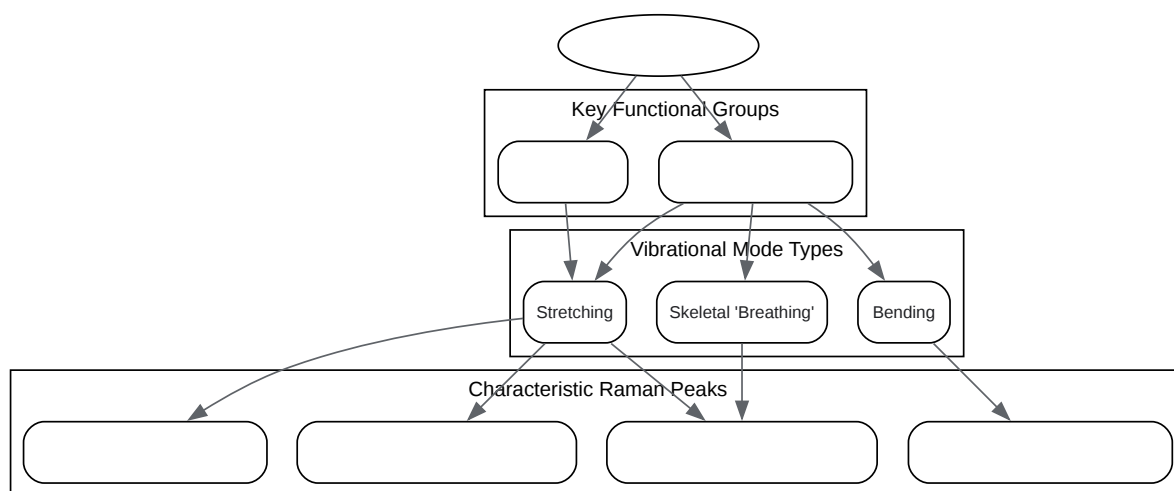 Key Functional Groups
Vibrational Mode Types
Stretching
Skeletal 'Breathing'
Bending
Characteristic Raman Peaks